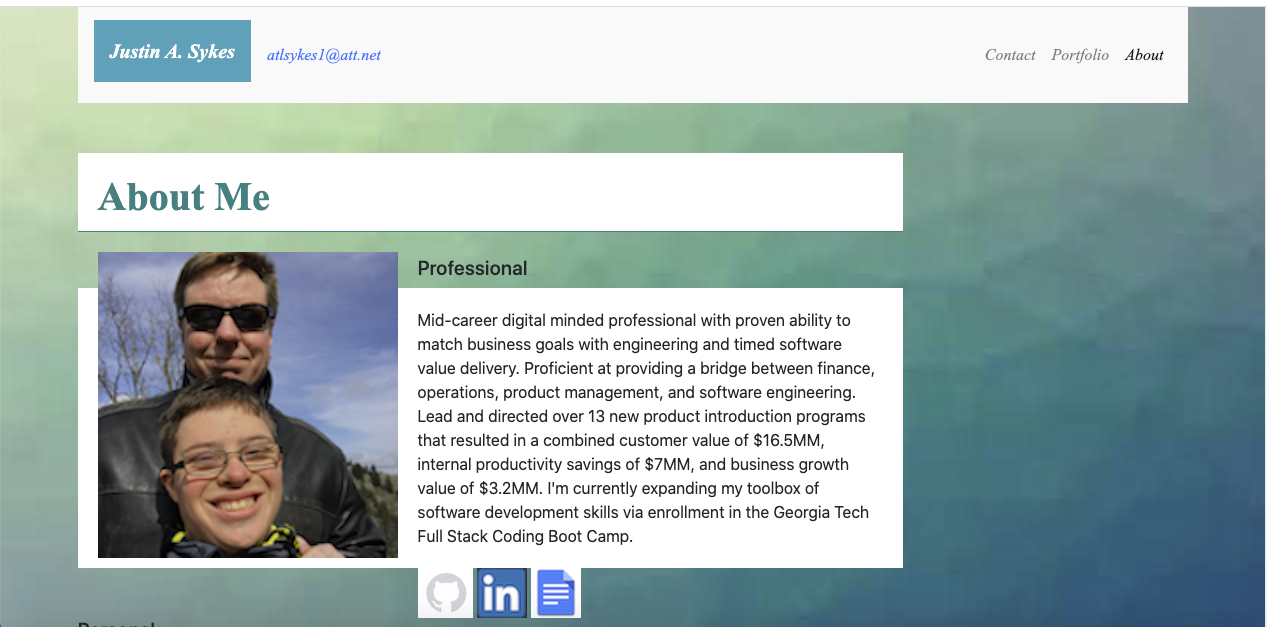 Justin A. Sykes
atlsykes1@att.net
Contact Portfolio About
About Me
Professional
Mid-career digital minded professional with proven ability to
match business goals with engineering and timed software
value delivery. Proficient at providing a bridge between finance,
operations, product management, and software engineering.
Lead and directed over 13 new product introduction programs
that resulted in a combined customer value of $16.5MM,
internal productivity savings of $7MM, and business growth
value of $3.2MM. I'm currently expanding my toolbox of
software development skills via enrollment in the Georgia Tech
Full Stack Coding Boot Camp.
in
Personal